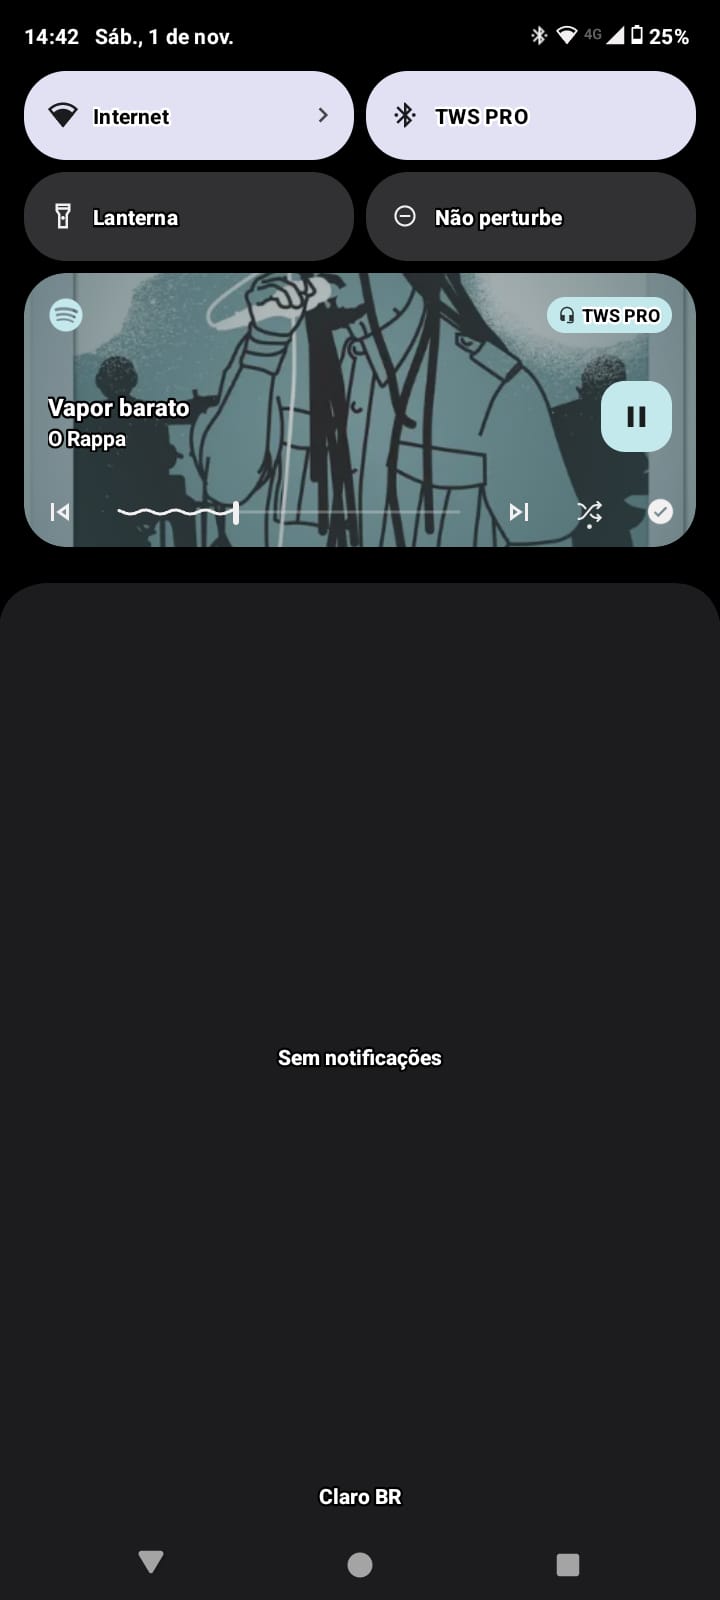 14:42 Sáb., 1 de nov. 4G 25%
Internet
TWS PRO
Lanterna
Não perturbe
TWS PRO
Vapor barato
O Rappa
Sem notificações
Claro BR